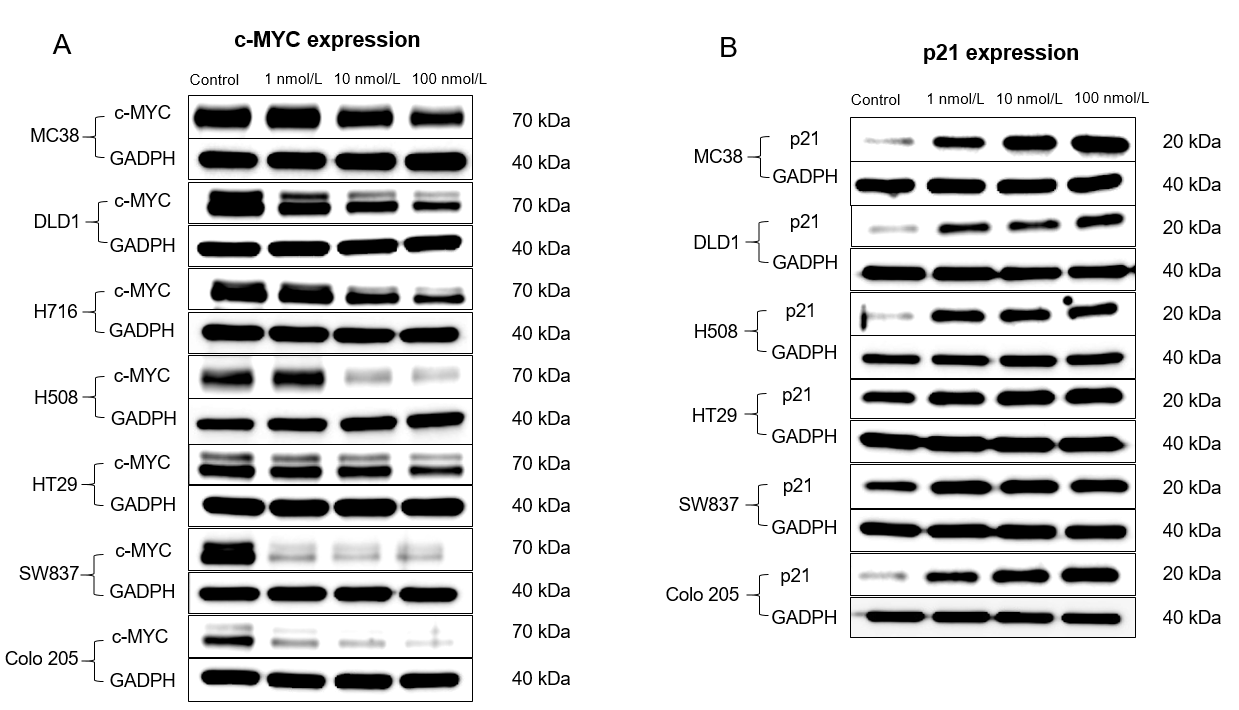 A
c-MYC expression
Control 1 nmol/L 10 nmol/L 100 nmol/L
c-MYC 70 kDa
MC38
GADPH 40 kDa
c-MYC 70 kDa
DLD1
GADPH 40 kDa
c-MYC 70 kDa
H716
GADPH 40 kDa
c-MYC 70 kDa
H508
GADPH 40 kDa
c-MYC 70 kDa
HT29
GADPH 40 kDa
c-MYC 70 kDa
SW837
GADPH 40 kDa
c-MYC 70 kDa
Colo 205
GADPH 40 kDa
B
p21 expression
Control 1 nmol/L 10 nmol/L 100 nmol/L
p21 20 kDa
MC38
GADPH 40 kDa
p21 20 kDa
DLD1
GADPH 40 kDa
p21 20 kDa
H508
GADPH 40 kDa
p21 20 kDa
HT29
GADPH 40 kDa
p21 20 kDa
SW837
GADPH 40 kDa
p21 20 kDa
Colo 205
GADPH 40 kDa